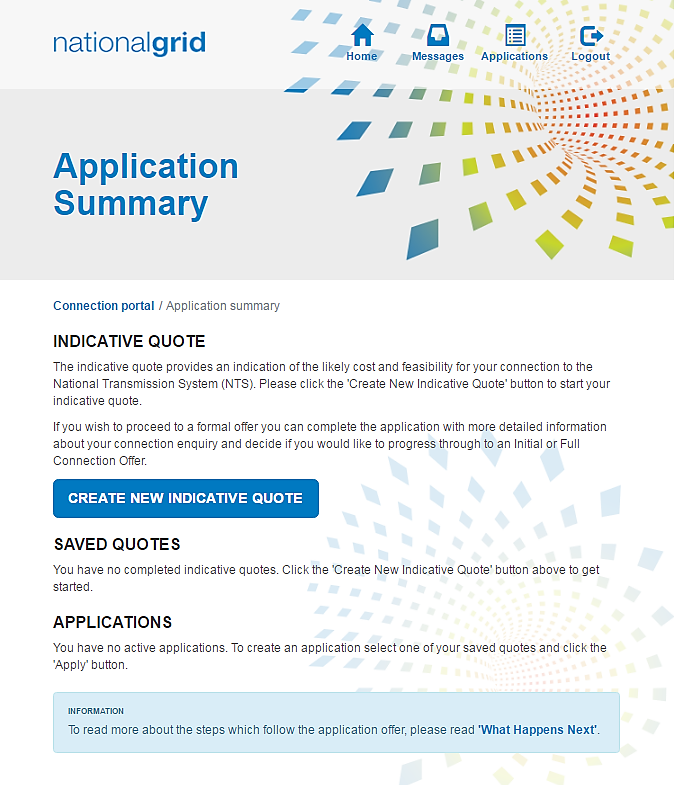 nationalgrid
Home Messages Applications Logout
Application
Summary
Connection portal / Application summary
INDICATIVE QUOTE
The indicative quote provides an indication of the likely cost and feasibility for your connection to the
National Transmission System (NTS). Please click the 'Create New Indicative Quote' button to start your
indicative quote.
If you wish to proceed to a formal offer you can complete the application with more detailed information
about your connection enquiry and decide if you would like to progress through to an Initial or Full
Connection Offer.
CREATE NEW INDICATIVE QUOTE
SAVED QUOTES
You have no completed indicative quotes. Click the 'Create New Indicative Quote' button above to get
started.
APPLICATIONS
You have no active applications. To create an application select one of your saved quotes and click the
'Apply' button.
INFORMATION
To read more about the steps which follow the application offer, please read 'What Happens Next'.